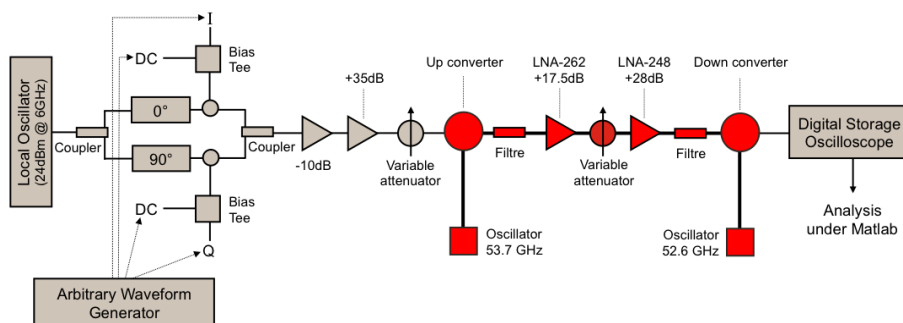 I
DC
Bias
Tee
Local Oscillator
(24dBm @ 6GHz)
Coupler
0°
90°
Coupler
DC
Bias
Tee
Q
Arbitrary Waveform
Generator
-10dB
+35dB
Variable
attenuator
Up converter
Oscillator
53.7 GHz
Filtre
LNA-262
+17.5dB
Variable
attenuator
LNA-248
+28dB
Filtre
Down converter
Oscillator
52.6 GHz
Digital Storage
Oscilloscope
Analysis
under Matlab